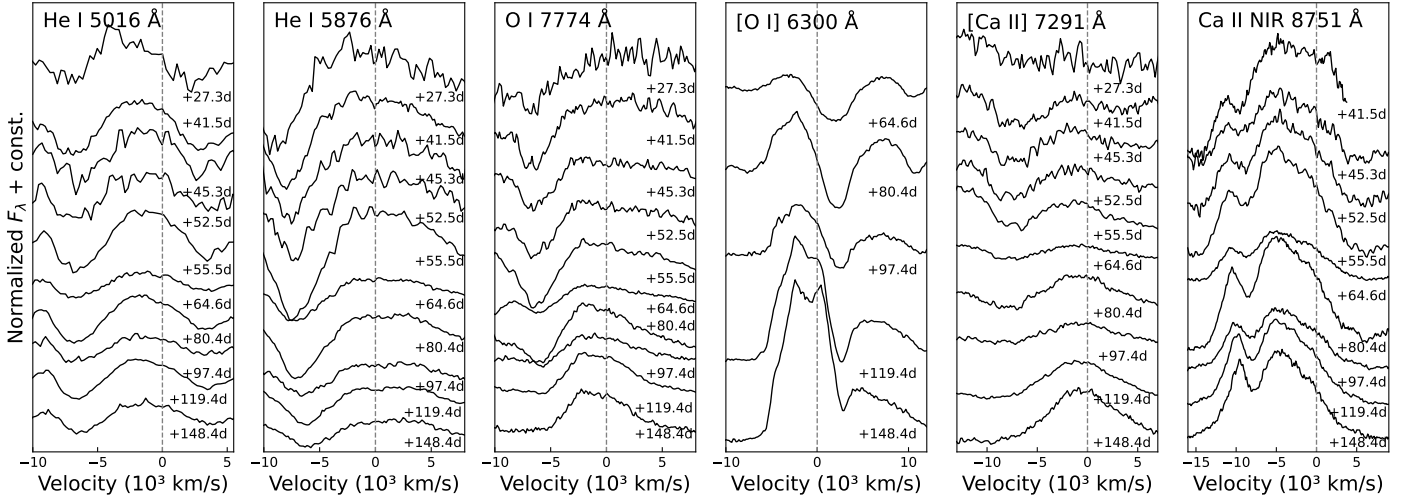 Normalized Fλ + const.
He I 5016 Å
+27.3d
+41.5d
+45.3d
+52.5d
+55.5d
+64.6d
+80.4d
+97.4d
+119.4d
+148.4d
−10 −5 0 5
Velocity (10³ km/s)
He I 5876 Å
+27.3d
+41.5d
+45.3d
+52.5d
+55.5d
+64.6d
+80.4d
+97.4d
+119.4d
+148.4d
−10 −5 0 5
Velocity (10³ km/s)
O I 7774 Å
+27.3d
+41.5d
+45.3d
+52.5d
+55.5d
+64.6d
+80.4d
+97.4d
+119.4d
+148.4d
−10 −5 0 5
Velocity (10³ km/s)
[O I] 6300 Å
+64.6d
+80.4d
+97.4d
+119.4d
+148.4d
−10 0 10
Velocity (10³ km/s)
[Ca II] 7291 Å
+27.3d
+41.5d
+45.3d
+52.5d
+55.5d
+64.6d
+80.4d
+97.4d
+119.4d
+148.4d
−10 −5 0 5
Velocity (10³ km/s)
Ca II NIR 8751 Å
+41.5d
+45.3d
+52.5d
+55.5d
+64.6d
+80.4d
+97.4d
+119.4d
+148.4d
−15 −10 −5 0 5
Velocity (10³ km/s)